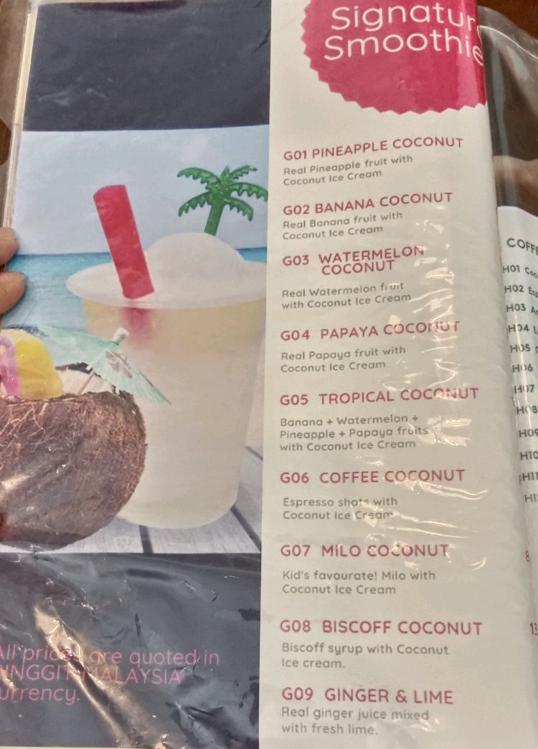 Signatur
Smoothie
G01 PINEAPPLE COCONUT
Real Pineapple fruit with
Coconut Ice Cream
G02 BANANA COCONUT
Real Banana fruit with
Coconut Ice Cream
G03 WATERMELON
COCONUT
Real Watermelon fruit
with Coconut Ice Cream
G04 PAPAYA COCONUT
Real Papaya fruit with
Coconut Ice Cream
G05 TROPICAL COCONUT
Banana + Watermelon +
Pineapple + Papaya fruits
with Coconut Ice Cream
G06 COFFEE COCONUT
Espresso shots with
Coconut Ice Cream
G07 MILO COCONUT
Kid's favourate! Milo with
Coconut Ice Cream
G08 BISCOFF COCONUT
Biscoff syrup with Coconut
Ice cream.
G09 GINGER & LIME
Real ginger juice mixed
with fresh lime.
All prices are quoted in
RINGGIT MALAYSIA
urrency.
COFFE
H01
H02
H03
H04
H05
H06
H07
H08
H09
H10
H11
8